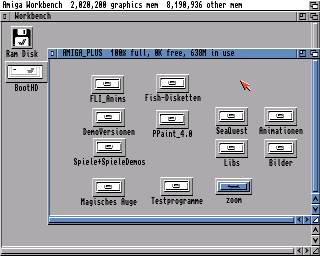 Amiga Workbench 2,020,200 graphics mem 8,190,936 other mem
Workbench
Ram Disk
BootHD
AMIGA_PLUS 100% full, 0K free, 638M in use
FLI_Anims
Fish-Disketten
DemoVersionen
PPaint_4.0
SeaQuest
Animationen
Spiele+SpieleDemos
Libs
Bilder
Magisches Auge
Testprogramme
zoom